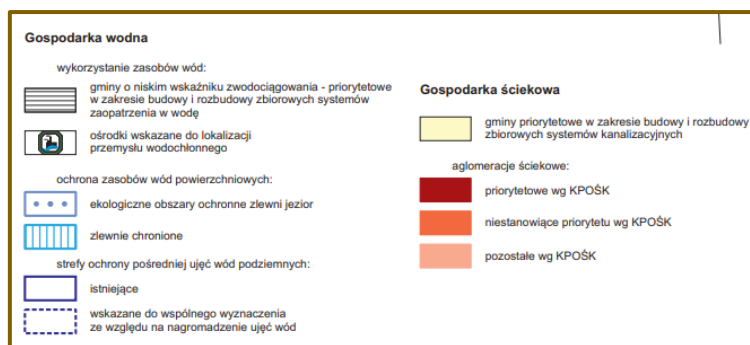 Gospodarka wodna
wykorzystanie zasobów wód:
gminy o niskim wskaźniku zwodociągowania - priorytetowe
w zakresie budowy i rozbudowy zbiorowych systemów
zaopatrzenia w wodę
ośrodki wskazane do lokalizacji
przemysłu wodochłonnego
ochrona zasobów wód powierzchniowych:
ekologiczne obszary ochronne zlewni jezior
zlewnie chronione
strefy ochrony pośredniej ujęć wód podziemnych:
istniejące
wskazane do wspólnego wyznaczenia
ze względu na nagromadzenie ujęć wód
Gospodarka ściekowa
gminy priorytetowe w zakresie budowy i rozbudowy
zbiorowych systemów kanalizacyjnych
aglomeracje ściekowe:
priorytetowe wg KPOŚK
niestanowiące priorytetu wg KPOŚK
pozostałe wg KPOŚK